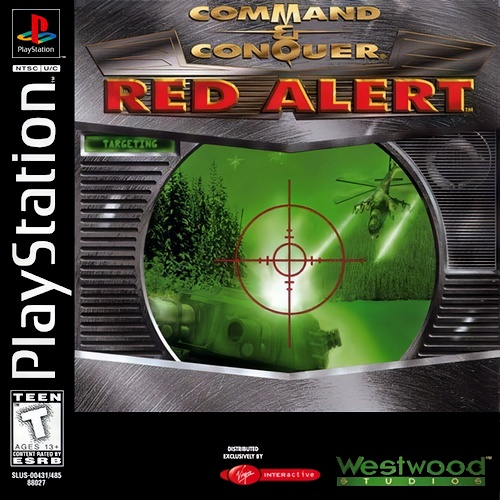 PlayStation
NTSC U/C
PlayStation
COMMAND
&
CONQUER
RED ALERT
TARGETING
TEEN
T
AGES 13+
CONTENT RATED BY
ESRB
SLUS-00431/485
88027
DISTRIBUTED
EXCLUSIVELY BY
Virgin INTERACTIVE
Westwood
STUDIOS